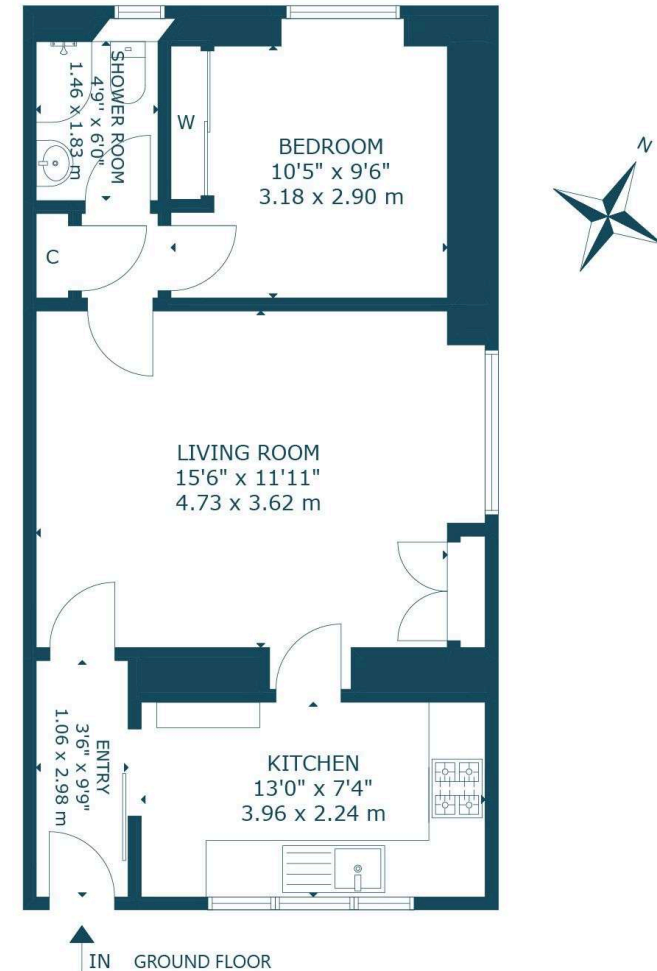 SHOWER ROOM
4'9" x 6'0"
1.46 x 1.83 m
W
BEDROOM
10'5" x 9'6"
3.18 x 2.90 m
N
C
LIVING ROOM
15'6" x 11'11"
4.73 x 3.62 m
ENTRY
3'6" x 9'9"
1.06 x 2.98 m
KITCHEN
13'0" x 7'4"
3.96 x 2.24 m
IN GROUND FLOOR